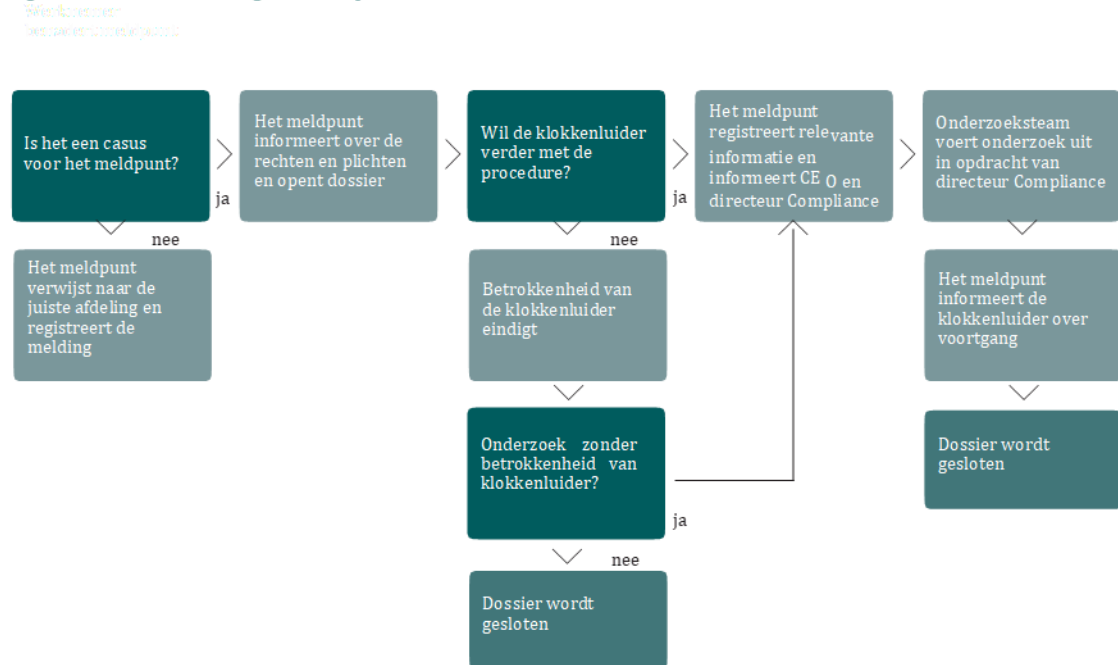 Is het een casus
voor het meldpunt?
ja
nee
Het meldpunt
verwijst naar de
juiste afdeling en
registreert de
melding
Het meldpunt
informeert over de
rechten en plichten
en opent dossier
Wil de klokkenluider
verder met de
procedure?
ja
nee
Betrokkenheid van
de klokkenluider
eindigt
Onderzoek zonder
betrokkenheid van
klokkenluider?
ja
nee
Dossier wordt
gesloten
Het meldpunt
registreert relevante
informatie en
informeert CE O en
directeur Compliance
Onderzoeksteam
voert onderzoek uit
in opdracht van
directeur Compliance
Het meldpunt
informeert de
klokkenluider over
voortgang
Dossier wordt
gesloten